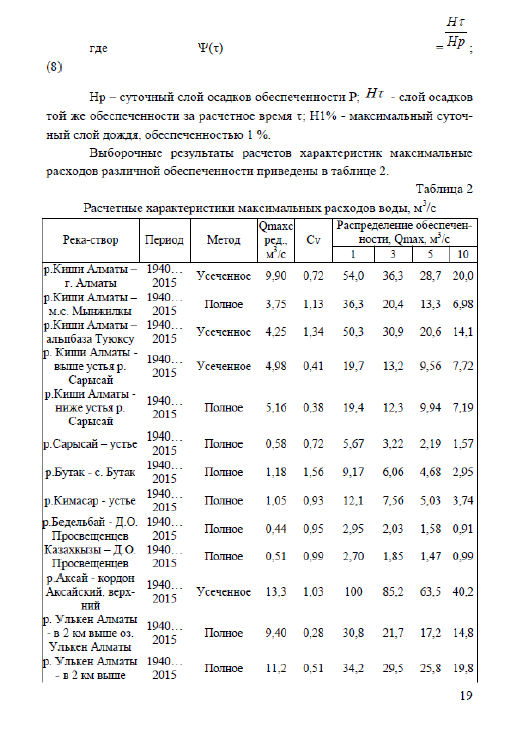 где Ψ(τ) = Hτ / Hp ;
(8)
Нр – суточный слой осадков обеспеченности Р; Hτ - слой осадков
той же обеспеченности за расчетное время τ; Н1% - максимальный суточ-
ный слой дождя, обеспеченностью 1 %.
Выборочные результаты расчетов характеристик максимальные
расходов различной обеспеченности приведены в таблице 2.
Таблица 2
Расчетные характеристики максимальных расходов воды, м³/с
Река-створ Период Метод Qmaxс ред., м³/с Cv Распределение обеспечен-
ности, Qmax, м³/с
1 3 5 10
р.Киши Алматы – г. Алматы 1940… 2015 Усеченное 9,90 0,72 54,0 36,3 28,7 20,0
р.Киши Алматы – м.с. Мынжилкы 1940… 2015 Полное 3,75 1,13 36,3 20,4 13,3 6,98
р.Киши Алматы – альпбаза Туюксу 1940… 2015 Усеченное 4,25 1,34 50,3 30,9 20,6 14,1
р. Киши Алматы - выше устья р. Сарысай 1940… 2015 Усеченное 4,98 0,41 19,7 13,2 9,56 7,72
р.Киши Алматы - ниже устья р. Сарысай 1940… 2015 Полное 5,16 0,38 19,4 12,3 9,94 7,19
р.Сарысай – устье 1940… 2015 Полное 0,58 0,72 5,67 3,22 2,19 1,57
р.Бутак - с. Бутак 1940… 2015 Полное 1,18 1,56 9,17 6,06 4,68 2,95
р.Кимасар - устье 1940… 2015 Полное 1,05 0,93 12,1 7,56 5,03 3,74
р.Бедельбай - Д.О. Просвещенцев 1940… 2015 Полное 0,44 0,95 2,95 2,03 1,58 0,91
Казахкызы – Д.О. Просвещенцев 1940… 2015 Полное 0,51 0,99 2,70 1,85 1,47 0,99
р.Аксай - кордон Аксайский, верх- ний 1940… 2015 Усеченное 13,3 1,03 100 85,2 63,5 40,2
р. Улькен Алматы - в 2 км выше оз. Улькен Алматы 1940… 2015 Полное 9,40 0,28 30,8 21,7 17,2 14,8
р. Улькен Алматы - в 2 км выше 1940… 2015 Полное 11,2 0,51 34,2 29,5 25,8 19,8
19